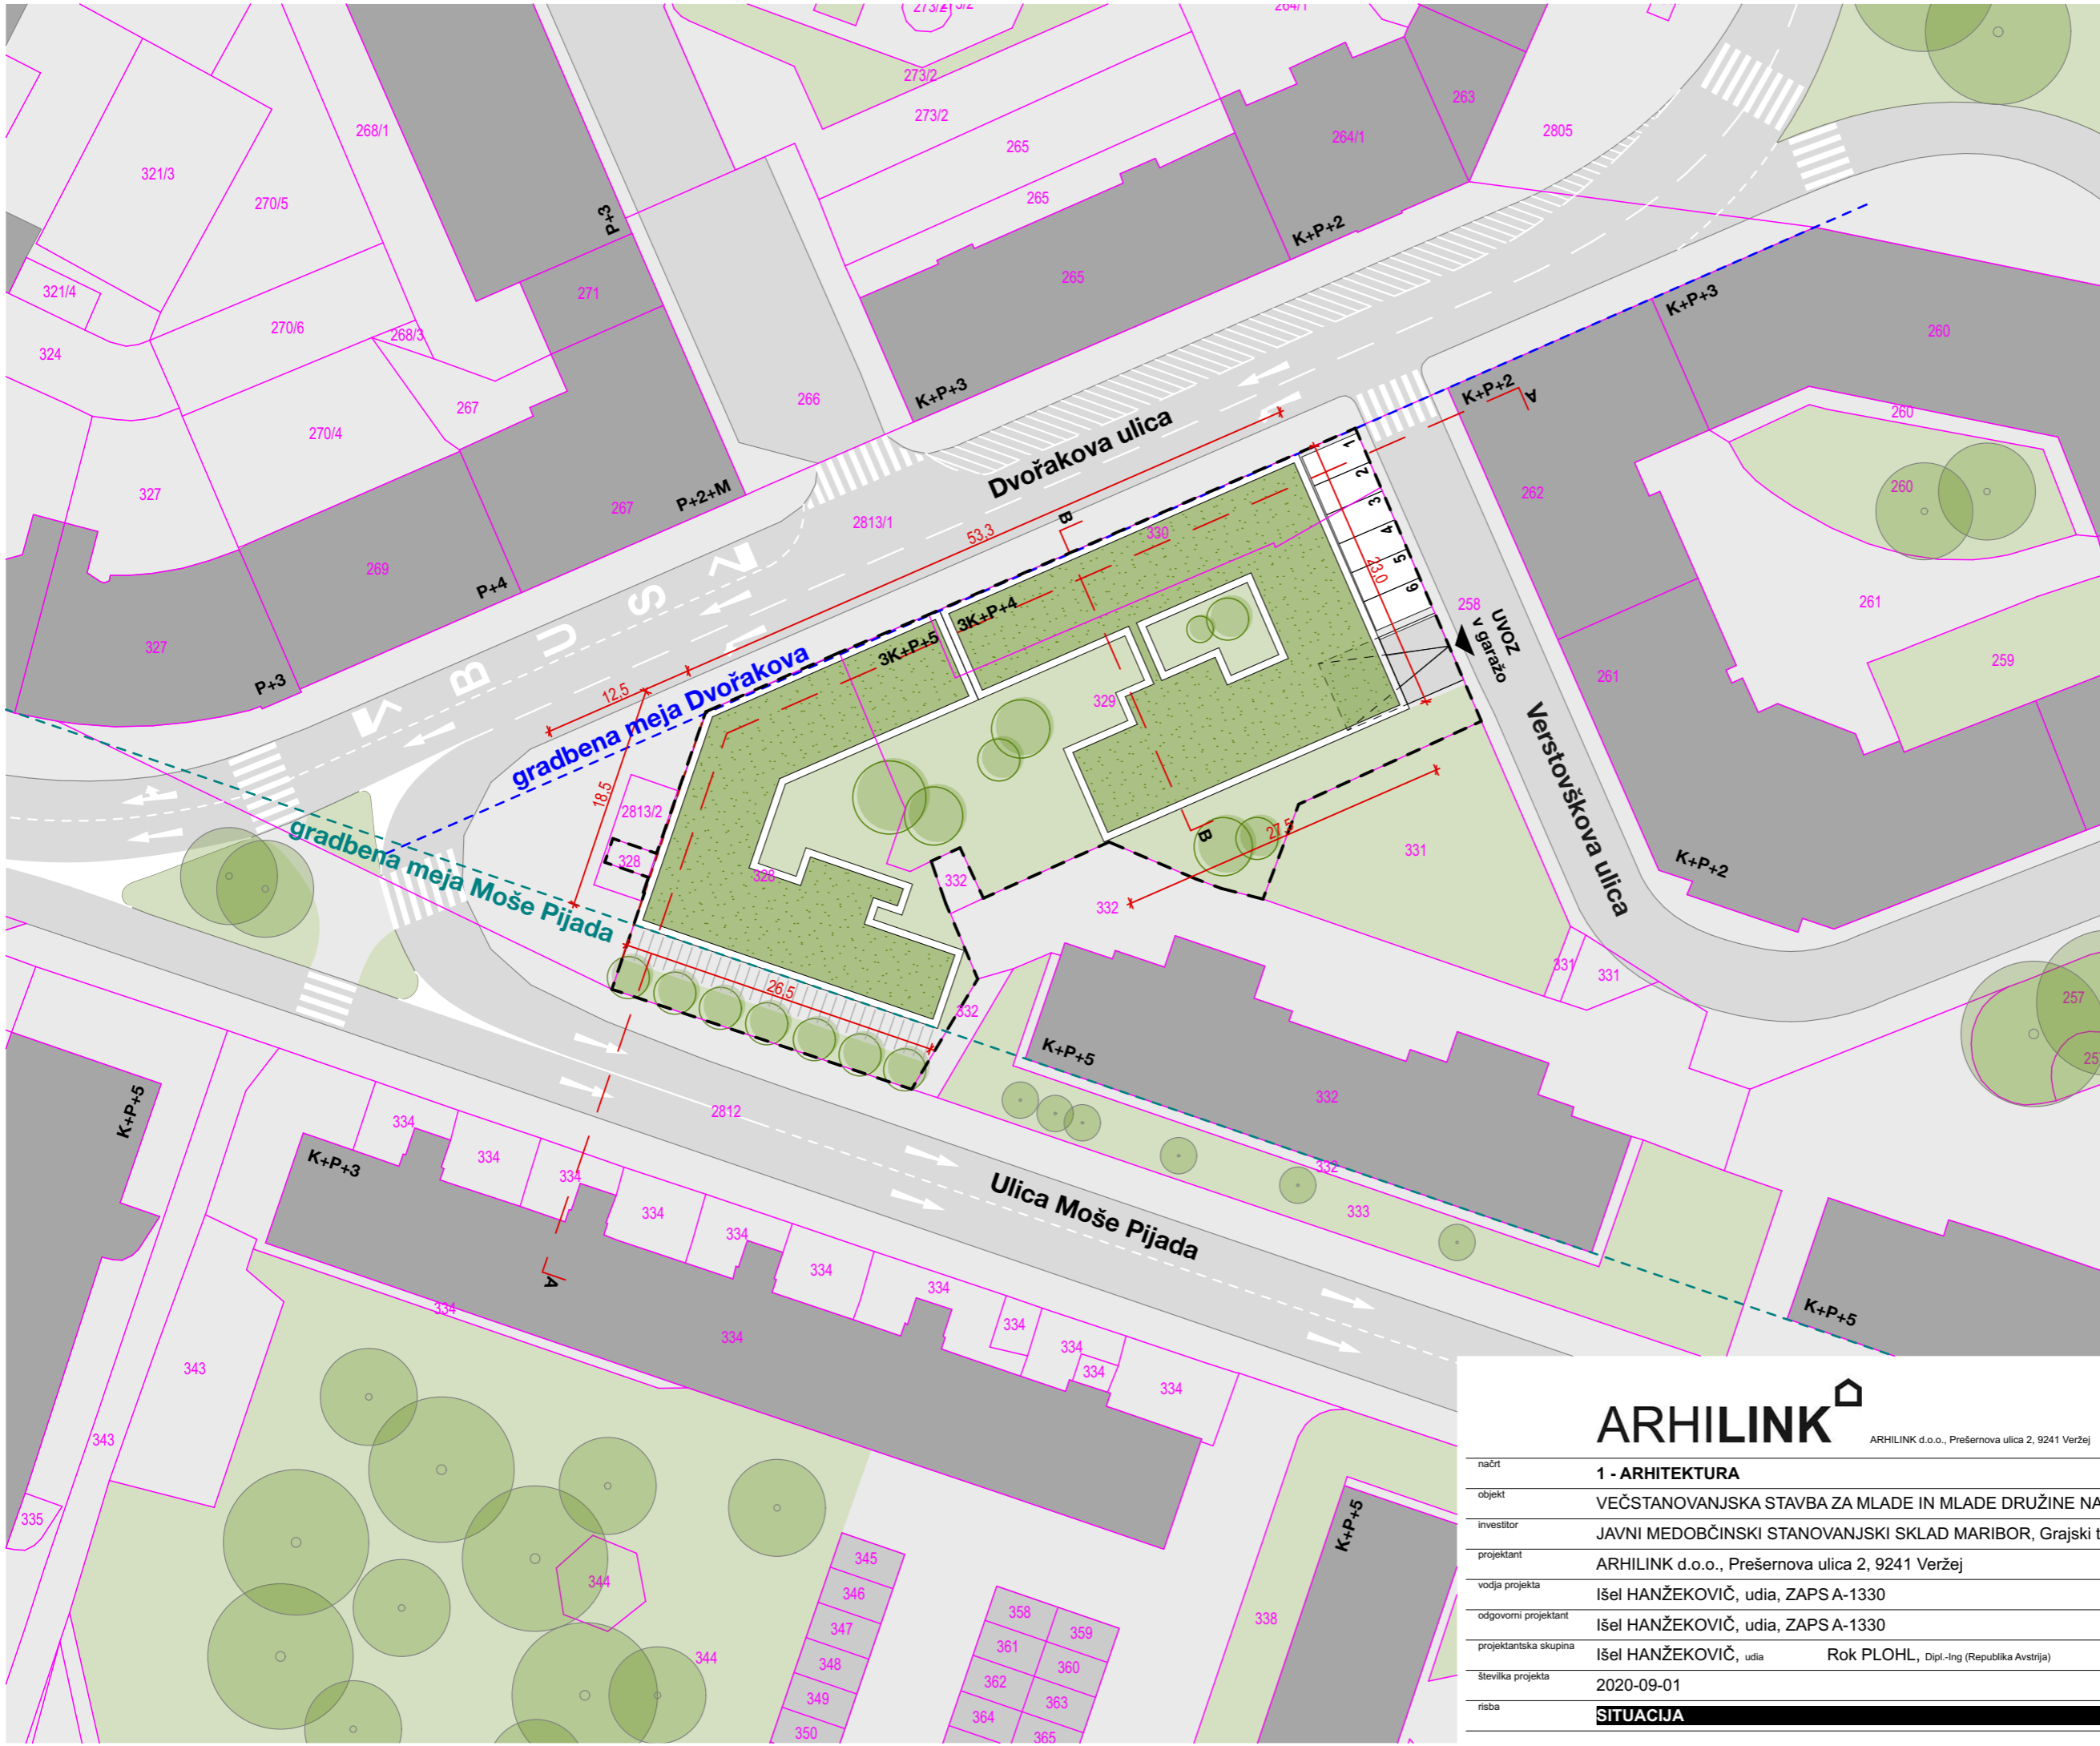 273/2
264/1
273/2
273/2
268/1
265
263
264/1
2805
321/3
270/5
265
P+3
K+P+2
265
321/4
271
K+P+3
260
270/6
268/3
324
K+P+3
K+P+2
A
266
267
260
270/4
Dvořakova ulica
1
2
3
4
5
6
327
267
P+2+M
2813/1
262
260
53,3
B
330
269
P+4
23,0
258
UVOZ
v garažo
261
327
P+3
BUS
3K+P+5
3K+P+4
261
259
12,5
gradbena meja Dvořakova
329
Verstovškova ulica
18,5
2813/2
gradbena meja Moše Pijada
328
328
B
27,5
331
K+P+2
332
332
331
331
26,5
332
257
K+P+5
332
K+P+5
2812
334
334
334
K+P+3
332
334
334
333
Ulica Moše Pijada
A
334
334
334
334
334
334
334
334
K+P+5
343
343
335
344
344
345
346
347
348
349
350
358
359
361
360
362
363
364
365
338
K+P+5
ARHILINK
ARHILINK d.o.o., Prešernova ulica 2, 9241 Veržej
načrt
1 - ARHITEKTURA
objekt
VEČSTANOVANJSKA STAVBA ZA MLADE IN MLADE DRUŽINE NA
investitor
JAVNI MEDOBČINSKI STANOVANJSKI SKLAD MARIBOR, Grajski t
projektant
ARHILINK d.o.o., Prešernova ulica 2, 9241 Veržej
vodja projekta
Išel HANŽEKOVIČ, udia, ZAPS A-1330
odgovorni projektant
Išel HANŽEKOVIČ, udia, ZAPS A-1330
projektantska skupina
Išel HANŽEKOVIČ, udia Rok PLOHL, Dipl.-Ing (Republika Avstrija)
številka projekta
2020-09-01
risba
SITUACIJA